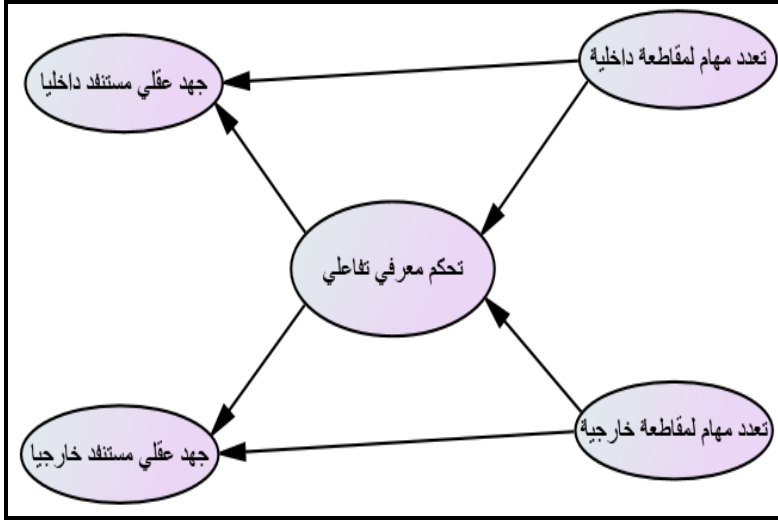 تعدد مهام لمقاطعة داخلية
جهد عقلي مستنفد داخليا
تحكم معرفي تفاعلي
تعدد مهام لمقاطعة خارجية
جهد عقلي مستنفد خارجيا